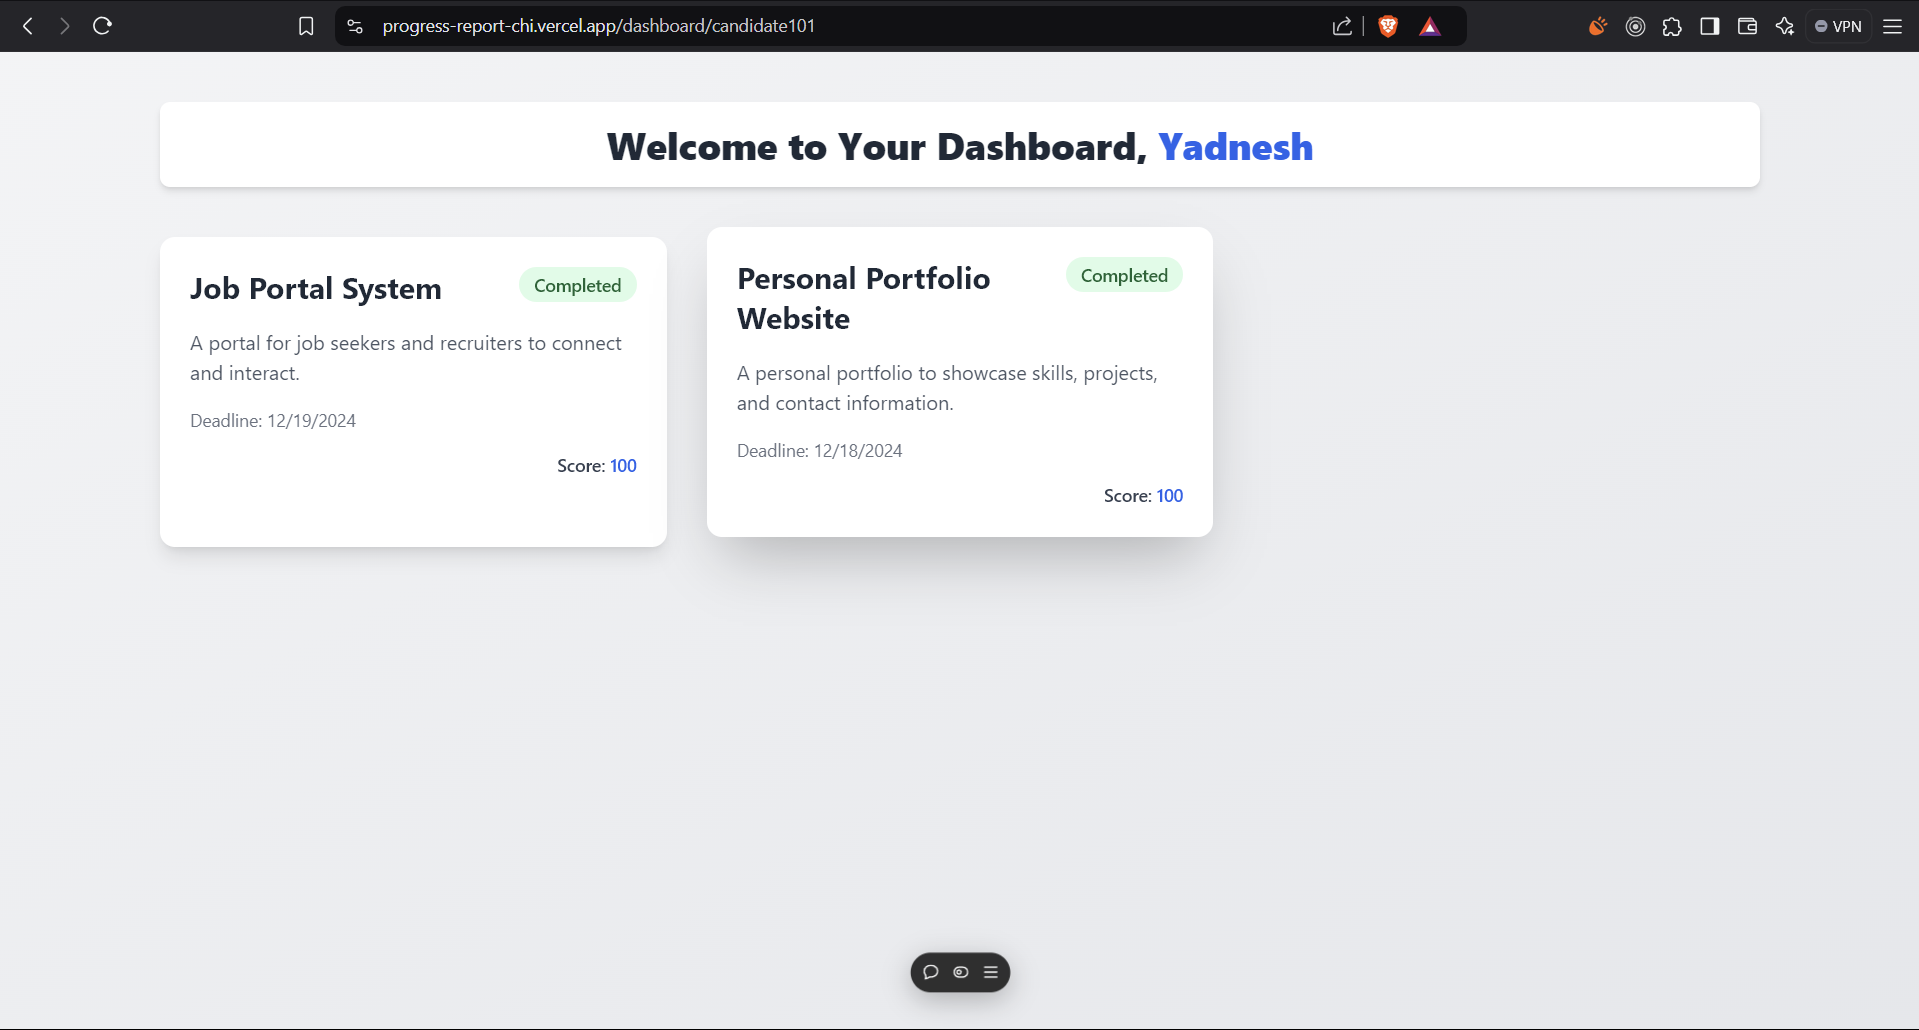 progress-report-chi.vercel.app/dashboard/candidate101
VPN
Welcome to Your Dashboard, Yadnesh
Job Portal System
Completed
A portal for job seekers and recruiters to connect
and interact.
Deadline: 12/19/2024
Score: 100
Personal Portfolio
Website
Completed
A personal portfolio to showcase skills, projects,
and contact information.
Deadline: 12/18/2024
Score: 100